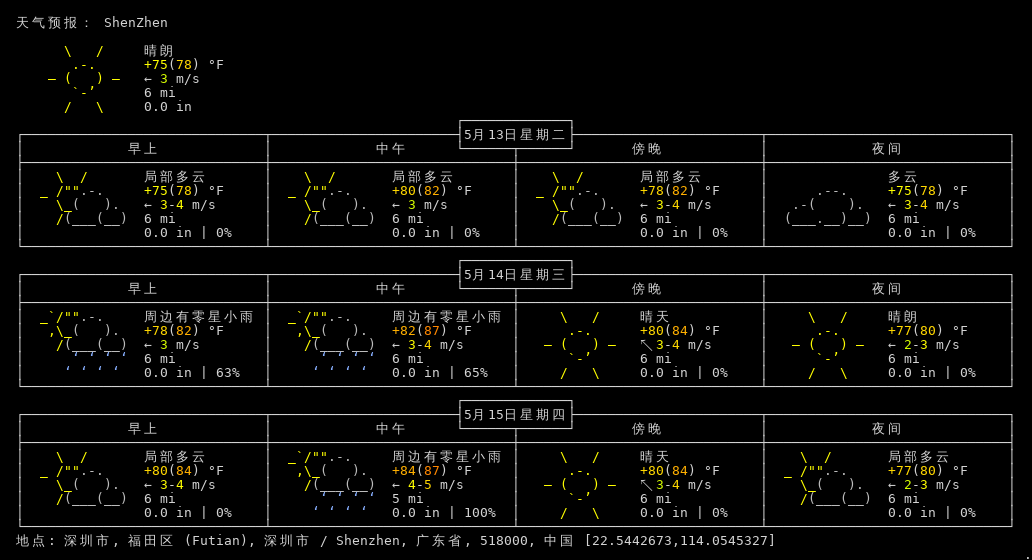 天气预报： ShenZhen
晴朗
+75(78) °F
← 3 m/s
6 mi
0.0 in
5月13日星期二
早上 中午 傍晚 夜间
局部多云 局部多云 局部多云 多云
+75(78) °F +80(82) °F +78(82) °F +75(78) °F
← 3-4 m/s ← 3 m/s ← 3-4 m/s ← 3-4 m/s
6 mi 6 mi 6 mi 6 mi
0.0 in | 0% 0.0 in | 0% 0.0 in | 0% 0.0 in | 0%
5月14日星期三
早上 中午 傍晚 夜间
周边有零星小雨 周边有零星小雨 晴天 晴朗
+78(82) °F +82(87) °F +80(84) °F +77(80) °F
← 3 m/s ← 3-4 m/s ↖ 3-4 m/s ← 2-3 m/s
6 mi 6 mi 6 mi 6 mi
0.0 in | 63% 0.0 in | 65% 0.0 in | 0% 0.0 in | 0%
5月15日星期四
早上 中午 傍晚 夜间
局部多云 周边有零星小雨 晴天 局部多云
+80(84) °F +84(87) °F +80(84) °F +77(80) °F
← 3-4 m/s ← 4-5 m/s ↖ 3-4 m/s ← 2-3 m/s
6 mi 5 mi 6 mi 6 mi
0.0 in | 0% 0.0 in | 100% 0.0 in | 0% 0.0 in | 0%
地点: 深圳市, 福田区 (Futian), 深圳市 / Shenzhen, 广东省, 518000, 中国 [22.5442673,114.0545327]